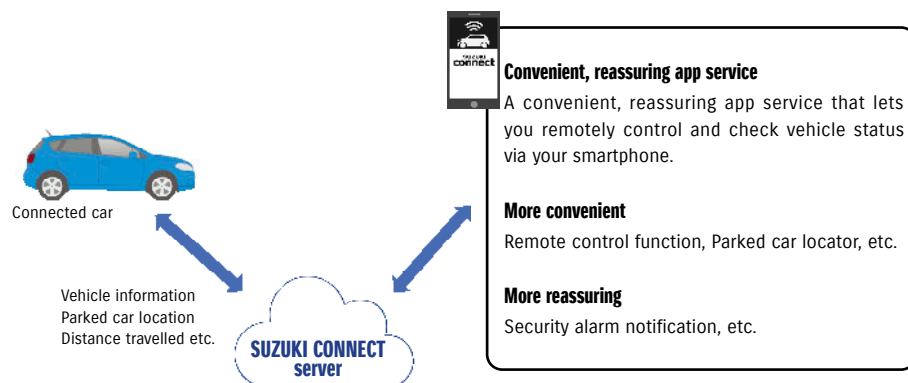 SUZUKI
connect
Convenient, reassuring app service
A convenient, reassuring app service that lets
you remotely control and check vehicle status
via your smartphone.
More convenient
Remote control function, Parked car locator, etc.
More reassuring
Security alarm notification, etc.
Connected car
Vehicle information
Parked car location
Distance travelled etc.
SUZUKI CONNECT
server